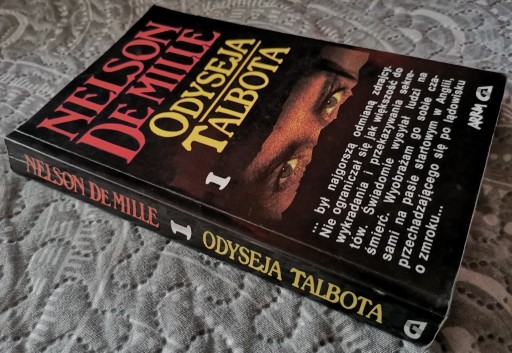 NELSON
DE MILLE
ODYSEJA
TALBOTA
1
... był najgorszą odmianą zdrajcy.
Nie ograniczał się jak większość do
wykradania i przekazywania sekre-
tów. Świadomie wysyłał ludzi na
śmierć. Wyobrażam go sobie cza-
sami na pasie startowym w Anglii,
przechadzającego się po lądowisku
o zmroku...
ARM
NELSON DE MILLE 1 ODYSEJA TALBOTA